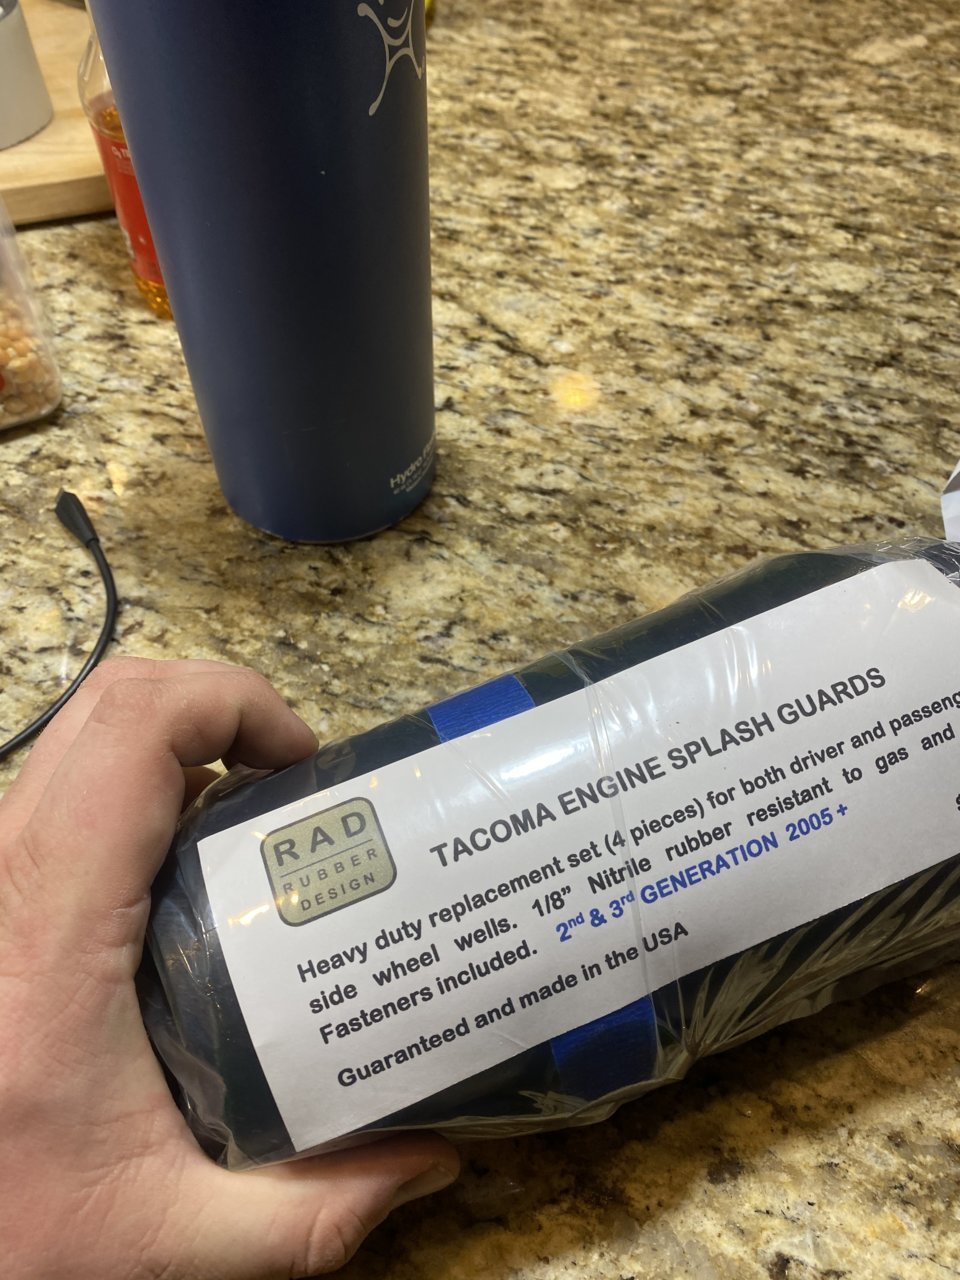 Hydro
RAD
RUBBER
DESIGN
TACOMA ENGINE SPLASH GUARDS
Heavy duty replacement set (4 pieces) for both driver and
side wheel wells. 1/8” Nitrile rubber resistant to gas and
Fasteners included. 2nd & 3rd GENERATION 2005 +
Guaranteed and made in the USA